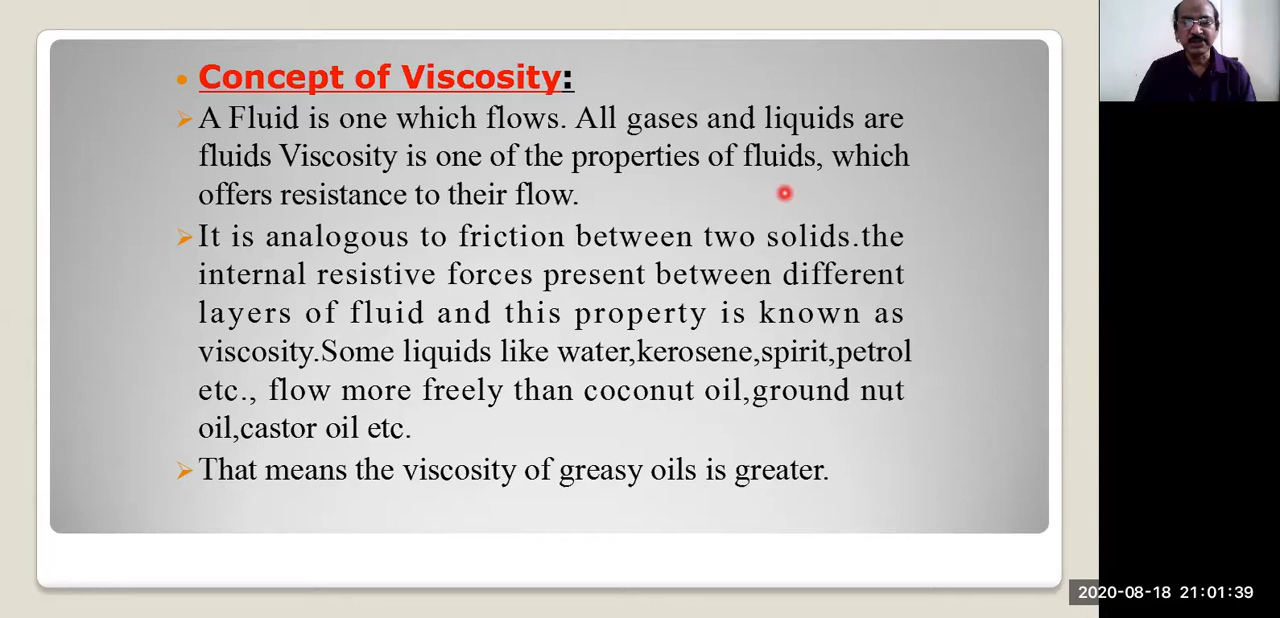 Concept of Viscosity:
A Fluid is one which flows. All gases and liquids are
fluids Viscosity is one of the properties of fluids, which
offers resistance to their flow.
It is analogous to friction between two solids.the
internal resistive forces present between different
layers of fluid and this property is known as
viscosity.Some liquids like water,kerosene,spirit,petrol
etc., flow more freely than coconut oil,ground nut
oil,castor oil etc.
That means the viscosity of greasy oils is greater.
2020-08-18 21:01:39